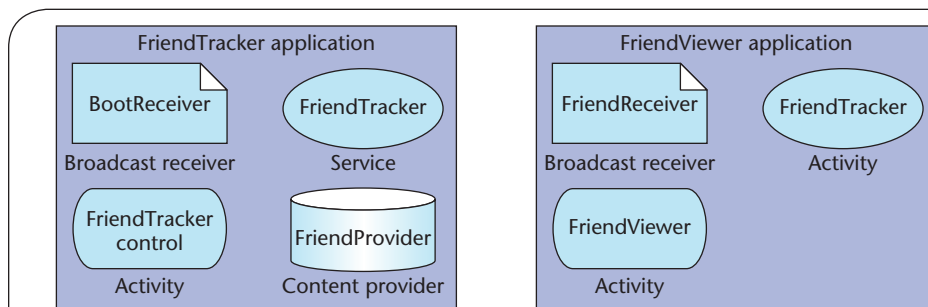 FriendTracker application
BootReceiver
Broadcast receiver
FriendTracker
Service
FriendTracker
control
Activity
FriendProvider
Content provider
FriendViewer application
FriendReceiver
Broadcast receiver
FriendTracker
Activity
FriendViewer
Activity